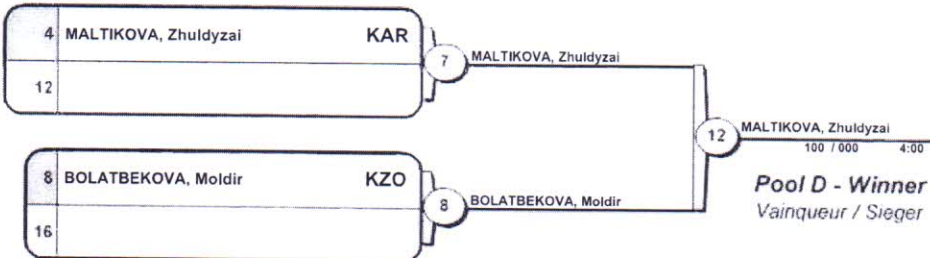 4 MALTIKOVA, Zhuldyzai KAR
12
7 MALTIKOVA, Zhuldyzai
8 BOLATBEKOVA, Moldir KZO
16
8 BOLATBEKOVA, Moldir
12 MALTIKOVA, Zhuldyzai
100 / 000 4:00
Pool D - Winner
Vainqueur / Sieger